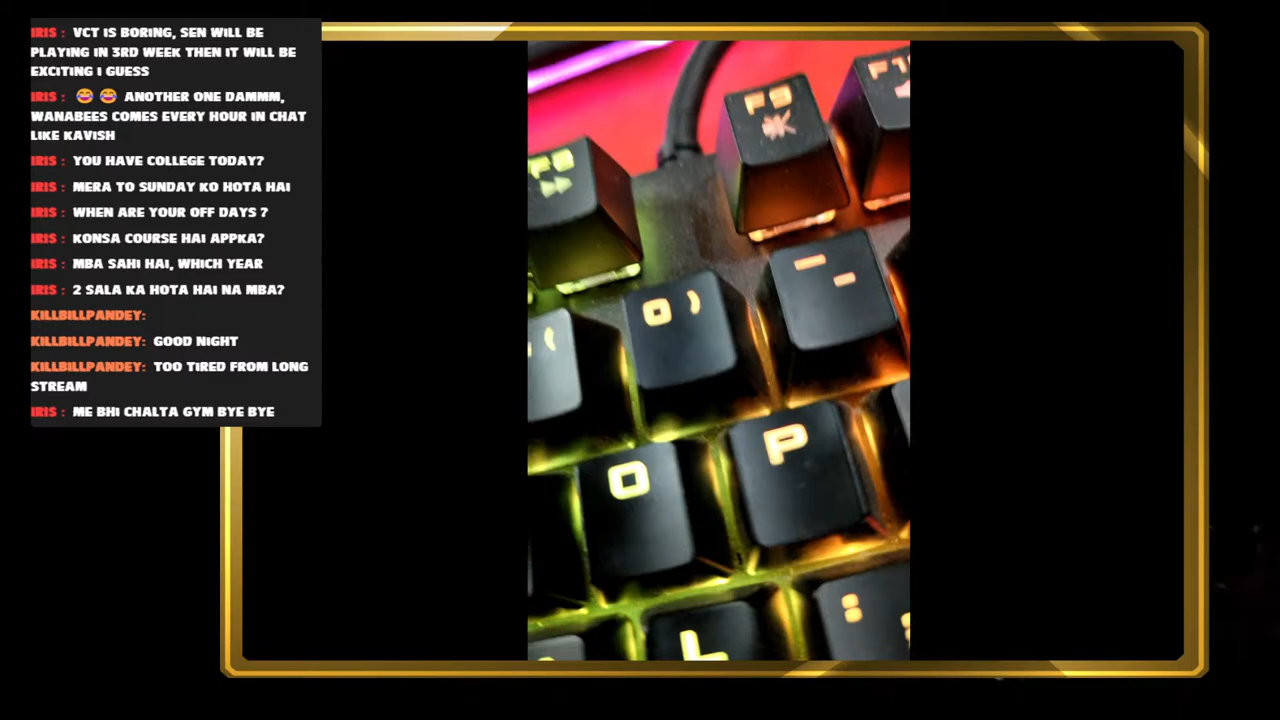 IRIS : VCT IS BORING, SEN WILL BE
PLAYING IN 3RD WEEK THEN IT WILL BE
EXCITING I GUESS
IRIS : 😂 😂 ANOTHER ONE DAMMM,
WANABEES COMES EVERY HOUR IN CHAT
LIKE KAVISH
IRIS : YOU HAVE COLLEGE TODAY?
IRIS : MERA TO SUNDAY KO HOTA HAI
IRIS : WHEN ARE YOUR OFF DAYS ?
IRIS : KONSA COURSE HAI APPKA?
IRIS : MBA SAHI HAI, WHICH YEAR
IRIS : 2 SALA KA HOTA HAI NA MBA?
KILLBILLPANDEY:
KILLBILLPANDEY: GOOD NIGHT
KILLBILLPANDEY: TOO TIRED FROM LONG
STREAM
IRIS : ME BHI CHALTA GYM BYE BYE
F9
(
0 )
_ -
O
P
L
: